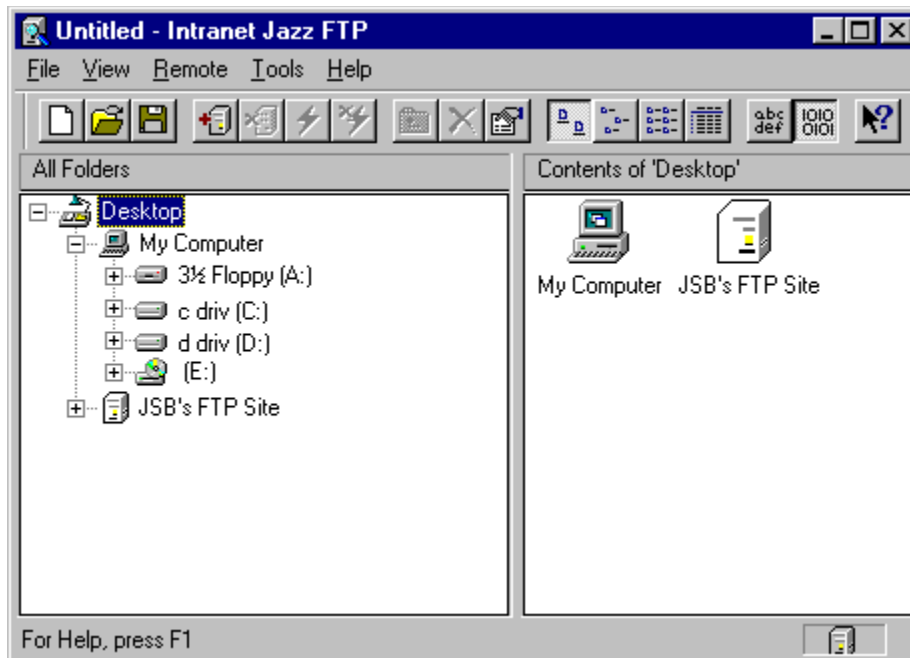 Untitled - Intranet Jazz FTP
File View Remote Tools Help
abc def 1010 0101
All Folders
Contents of 'Desktop'
Desktop
My Computer
3½ Floppy (A:)
c driv (C:)
d driv (D:)
(E:)
JSB's FTP Site
My Computer JSB's FTP Site
For Help, press F1